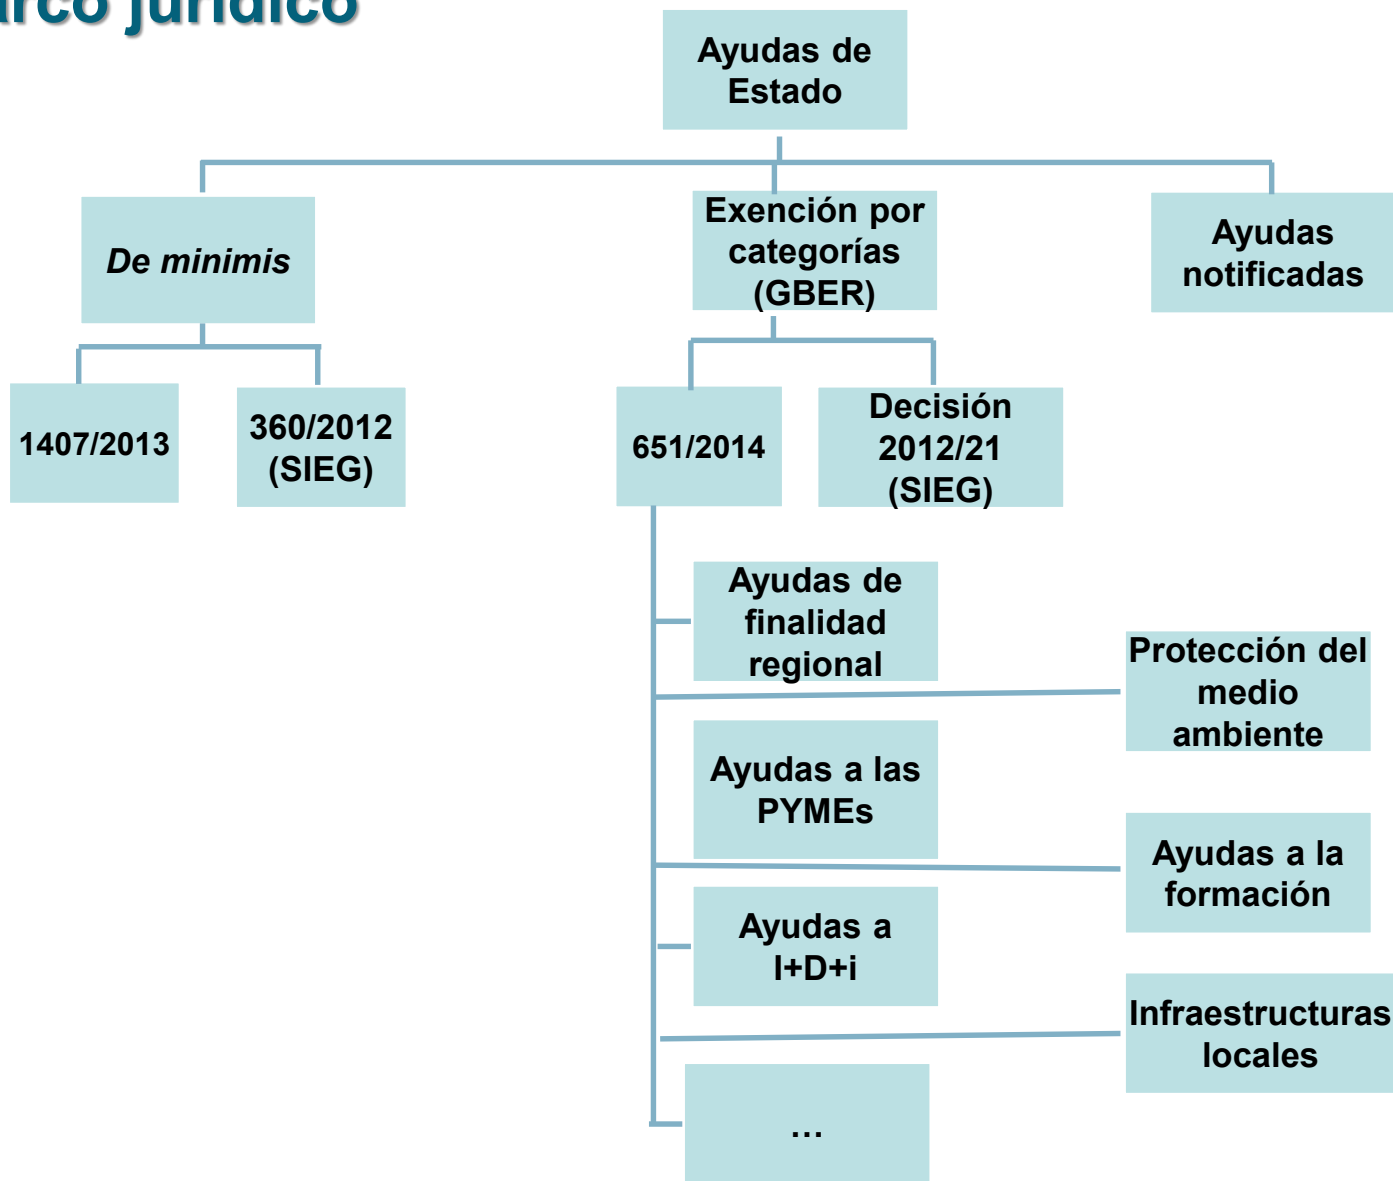 arco jurídico
Ayudas de
Estado
De minimis
Exención por
categorías
(GBER)
Ayudas
notificadas
1407/2013
360/2012
(SIEG)
651/2014
Decisión
2012/21
(SIEG)
Ayudas de
finalidad
regional
Protección del
medio
ambiente
Ayudas a las
PYMEs
Ayudas a la
formación
Ayudas a
I+D+i
Infraestructuras
locales
...